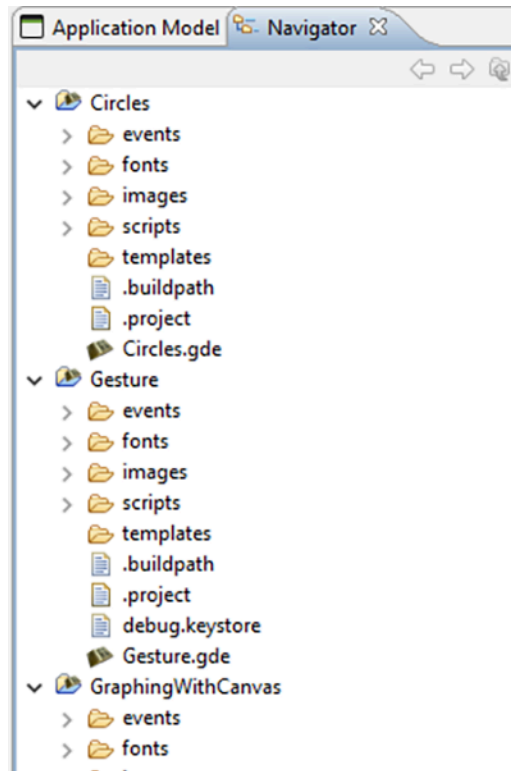 Application Model Navigator
Circles
events
fonts
images
scripts
templates
.buildpath
.project
Circles.gde
Gesture
events
fonts
images
scripts
templates
.buildpath
.project
debug.keystore
Gesture.gde
GraphingWithCanvas
events
fonts